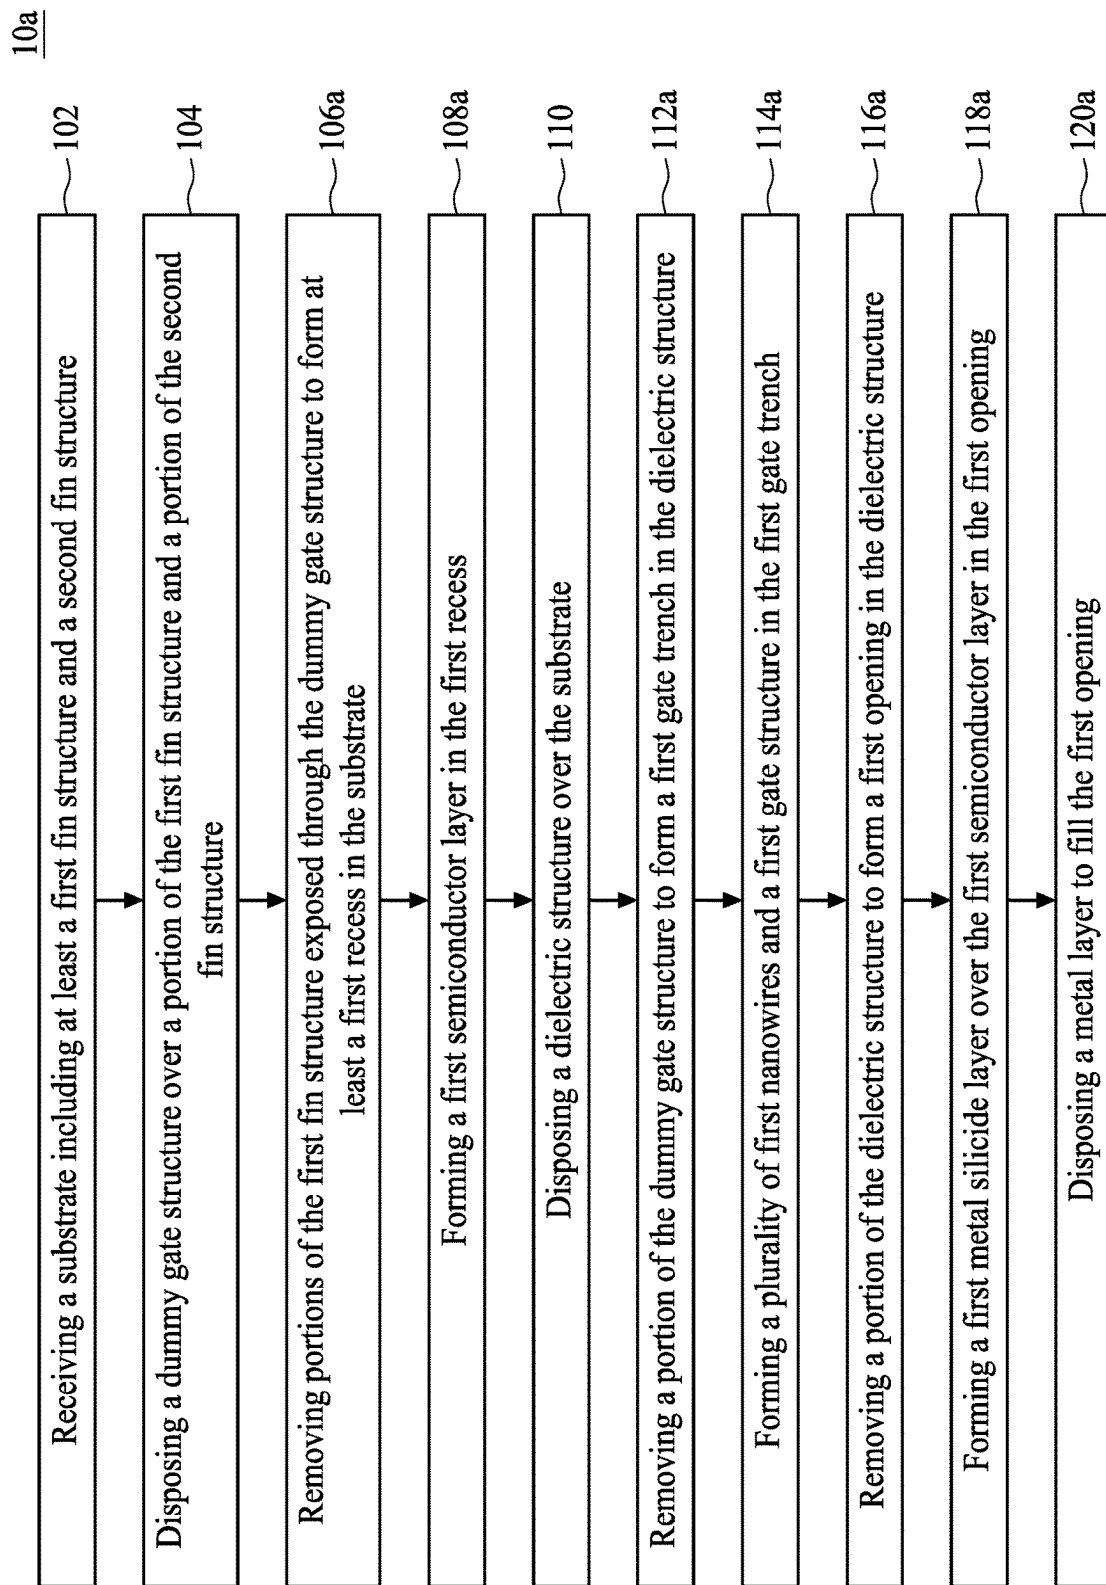 10a
Receiving a substrate including at least a first fin structure and a second fin structure
102
Disposing a dummy gate structure over a portion of the first fin structure and a portion of the second
fin structure
104
Removing portions of the first fin structure exposed through the dummy gate structure to form at
least a first recess in the substrate
106a
Forming a first semiconductor layer in the first recess
108a
Disposing a dielectric structure over the substrate
110
Removing a portion of the dummy gate structure to form a first gate trench in the dielectric structure
112a
Forming a plurality of first nanowires and a first gate structure in the first gate trench
114a
Removing a portion of the dielectric structure to form a first opening in the dielectric structure
116a
Forming a first metal silicide layer over the first semiconductor layer in the first opening
118a
Disposing a metal layer to fill the first opening
120a